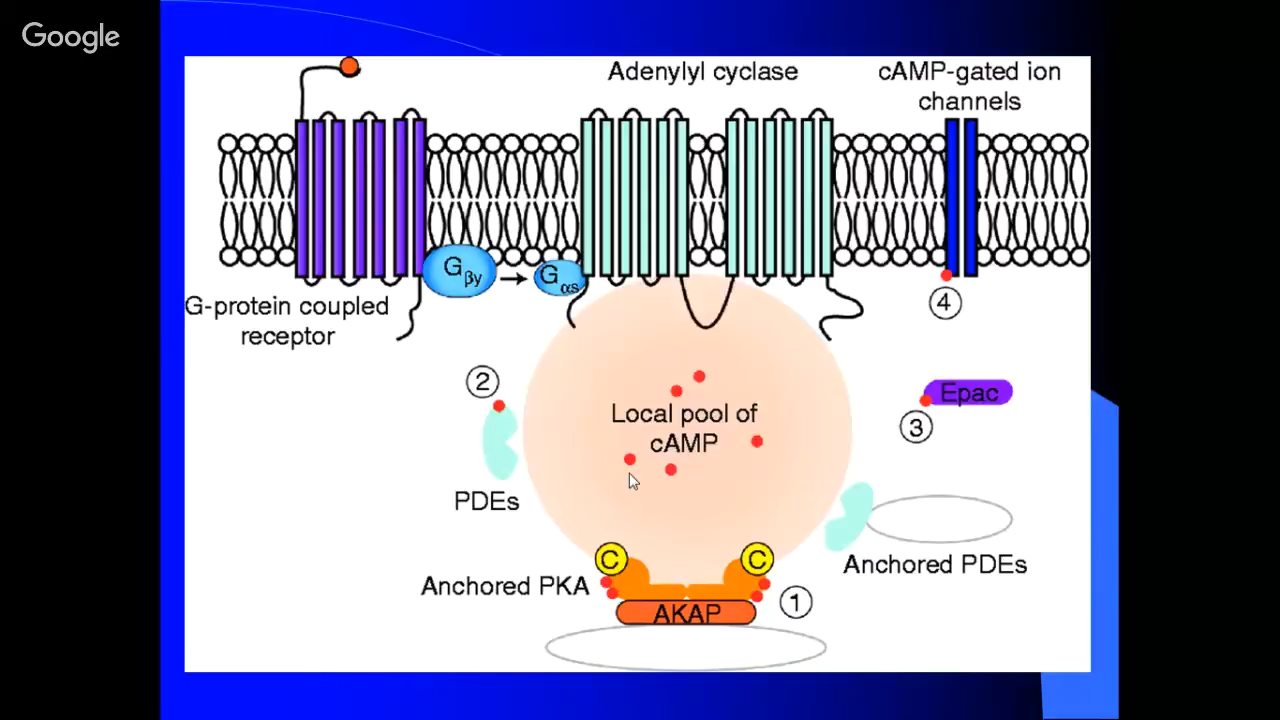 Google
Adenylyl cyclase
cAMP-gated ion
channels
Gβγ
Gαs
G-protein coupled
receptor
4
2
Epac
3
Local pool of
cAMP
PDEs
C
C
Anchored PDEs
Anchored PKA
1
AKAP